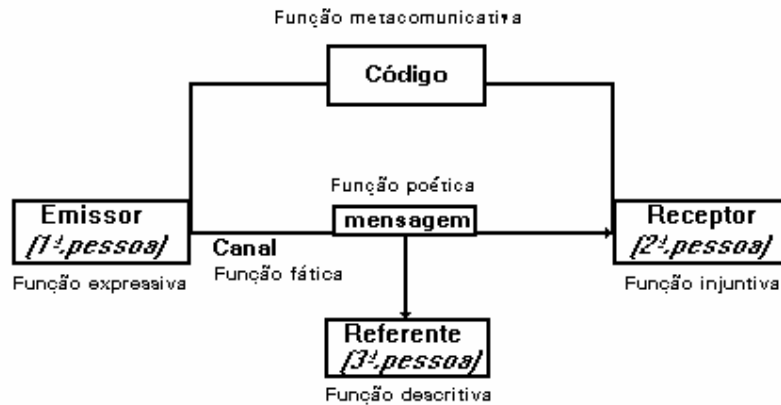 Função metacomunicativa
Código
Função poética
Emissor
(1ª.pessoa)
mensagem
Receptor
(2ª.pessoa)
Canal
Função expressiva
Função fática
Função injuntiva
Referente
(3ª.pessoa)
Função descritiva